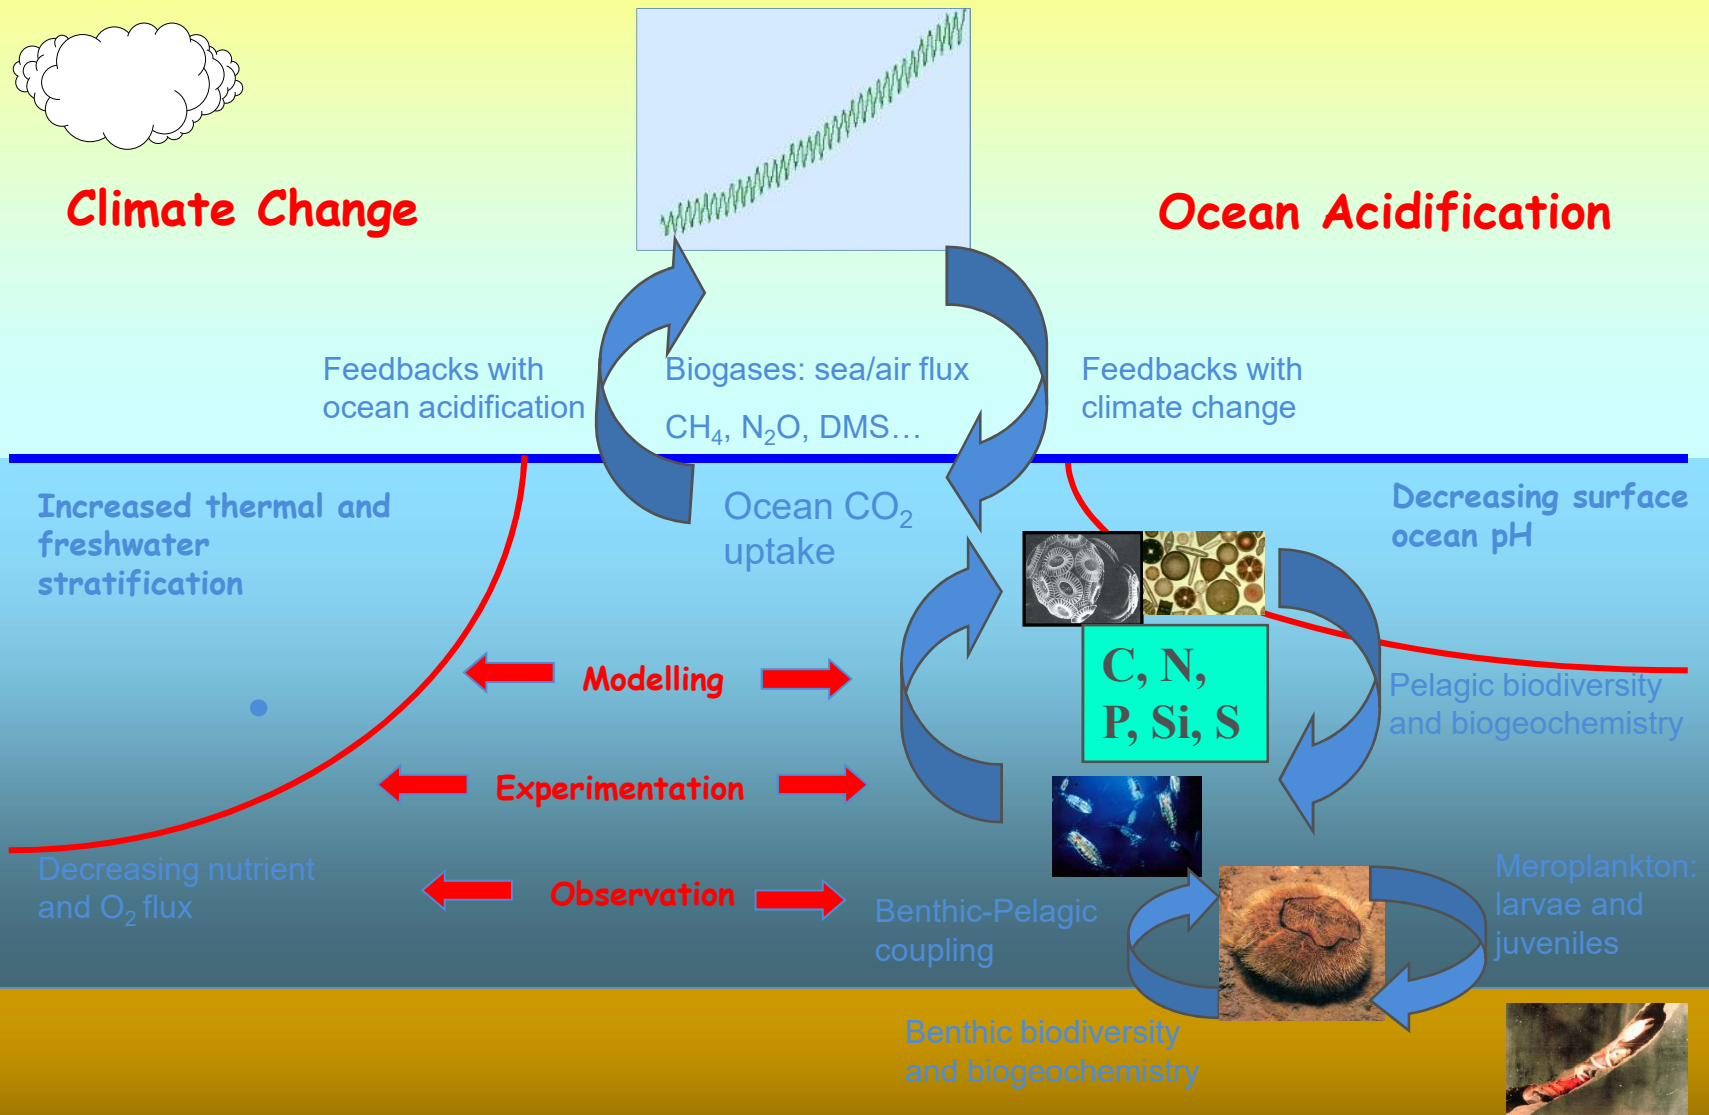 Climate Change
Ocean Acidification
Feedbacks with
ocean acidification
Biogases: sea/air flux
CH₄, N₂O, DMS…
Feedbacks with
climate change
Increased thermal and
freshwater
stratification
Ocean CO₂
uptake
Decreasing surface
ocean pH
Modelling
C, N,
P, Si, S
Pelagic biodiversity
and biogeochemistry
Experimentation
Decreasing nutrient
and O₂ flux
Observation
Benthic-Pelagic
coupling
Meroplankton:
larvae and
juveniles
Benthic biodiversity
and biogeochemistry